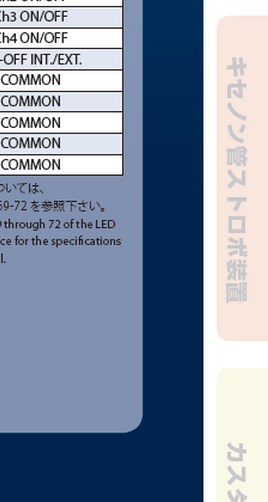 h3 ON/OFF
h4 ON/OFF
-OFF INT./EXT.
COMMON
COMMON
COMMON
COMMON
COMMON
ついては、
69-72 を参照下さい。
through 72 of the LED
ce for the specifications
キセノン管ストロボ装置
カスタ